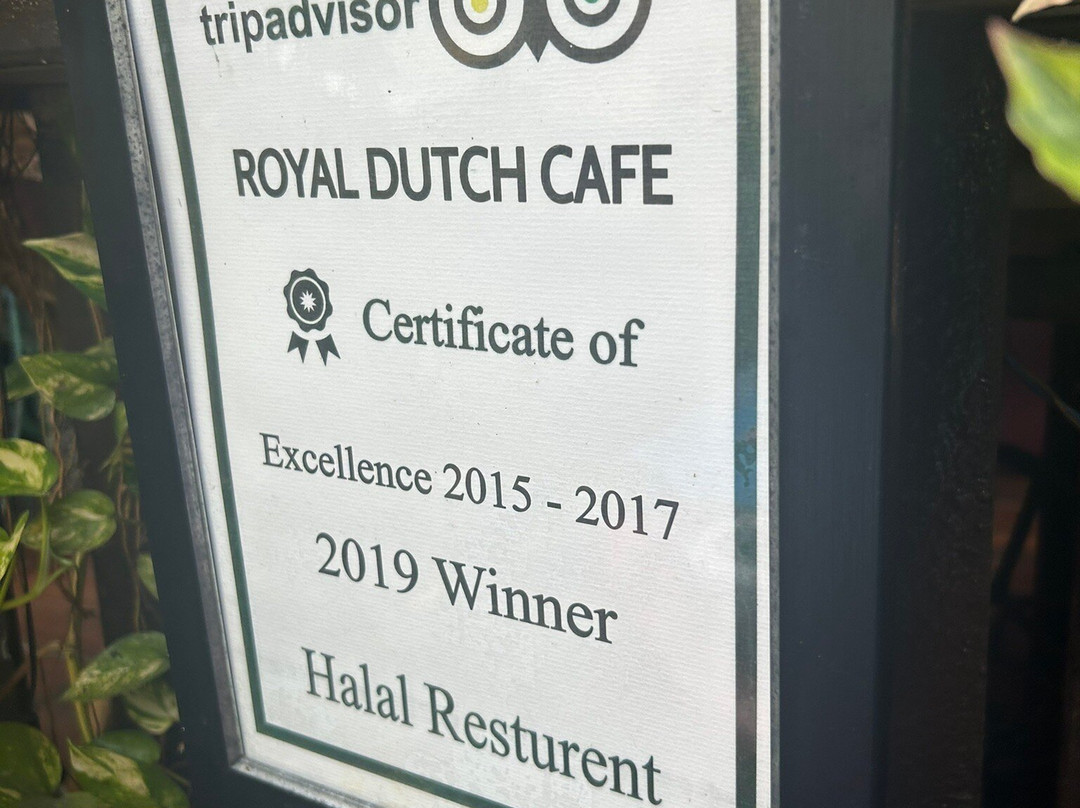 tripadvisor
ROYAL DUTCH CAFE
Certificate of
Excellence 2015 - 2017
2019 Winner
Halal Resturent